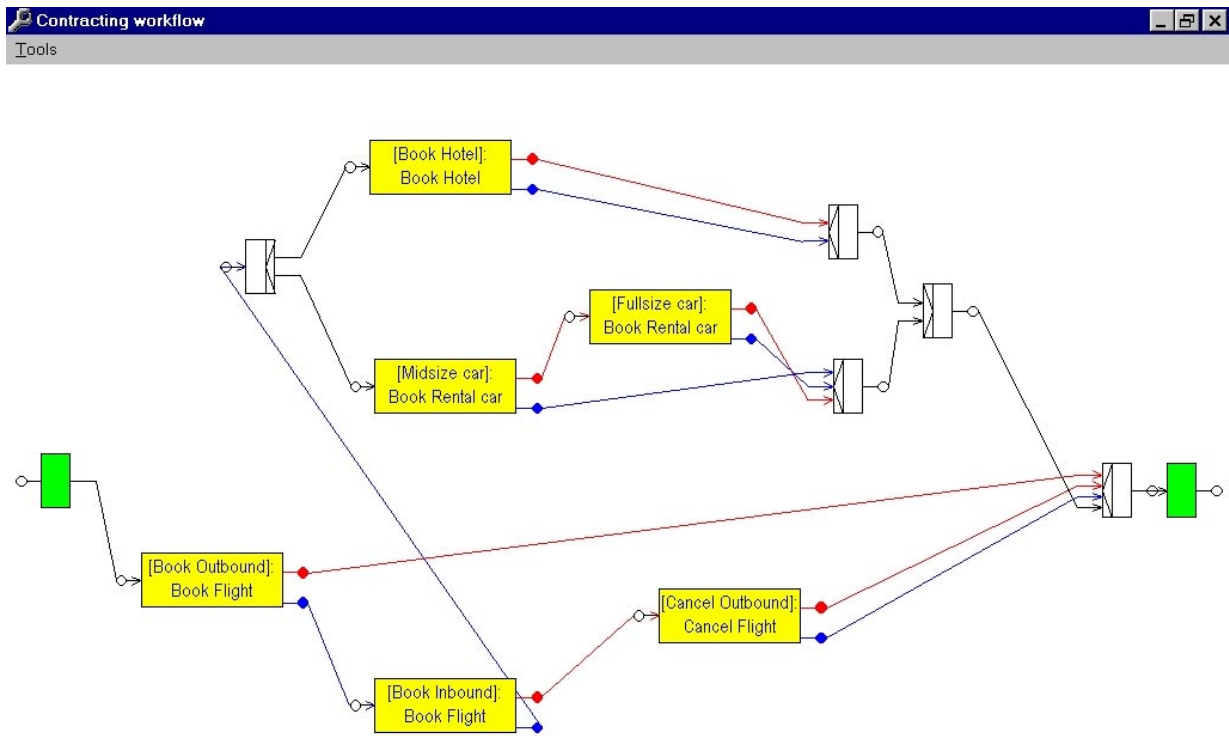 Contracting workflow
Tools
[Book Hotel]:
Book Hotel
[Fullsize car]:
Book Rental car
[Midsize car]:
Book Rental car
[Book Outbound]:
Book Flight
[Cancel Outbound]:
Cancel Flight
[Book Inbound]:
Book Flight